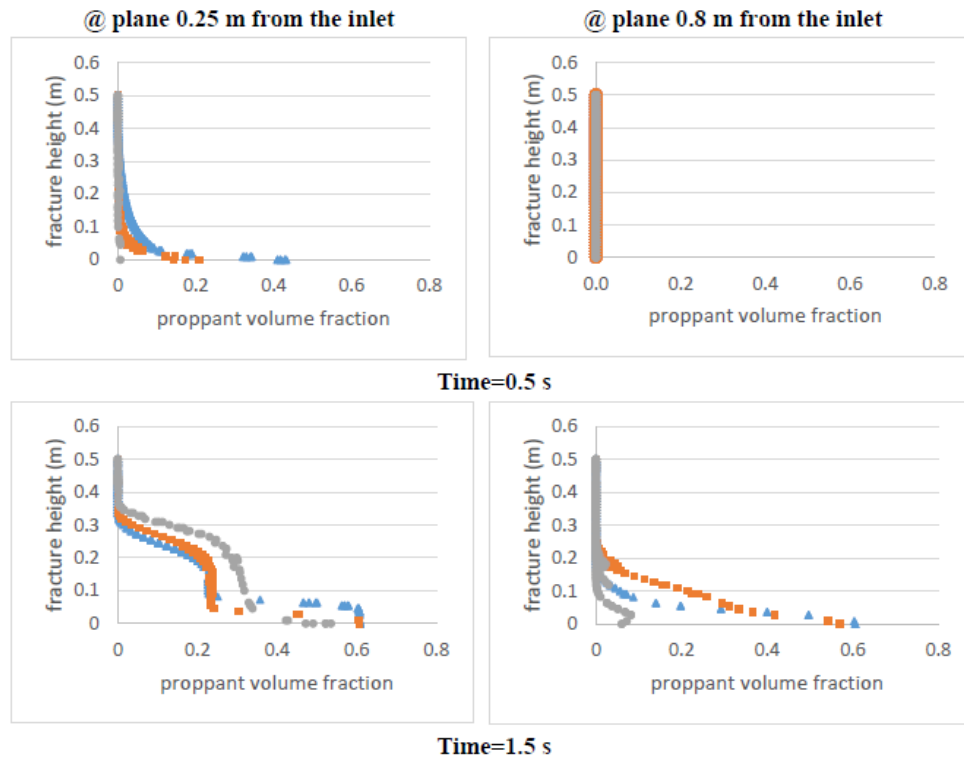 @ plane 0.25 m from the inlet
@ plane 0.8 m from the inlet
fracture height (m)
0.6
0.5
0.4
0.3
0.2
0.1
0
0 0.2 0.4 0.6 0.8
proppant volume fraction
fracture height (m)
0.6
0.5
0.4
0.3
0.2
0.1
0
0.0 0.2 0.4 0.6 0.8
proppant volume fraction
Time=0.5 s
fracture height (m)
0.6
0.5
0.4
0.3
0.2
0.1
0
0 0.2 0.4 0.6 0.8
proppant volume fraction
fracture height (m)
0.6
0.5
0.4
0.3
0.2
0.1
0
0 0.2 0.4 0.6 0.8
proppant volume fraction
Time=1.5 s